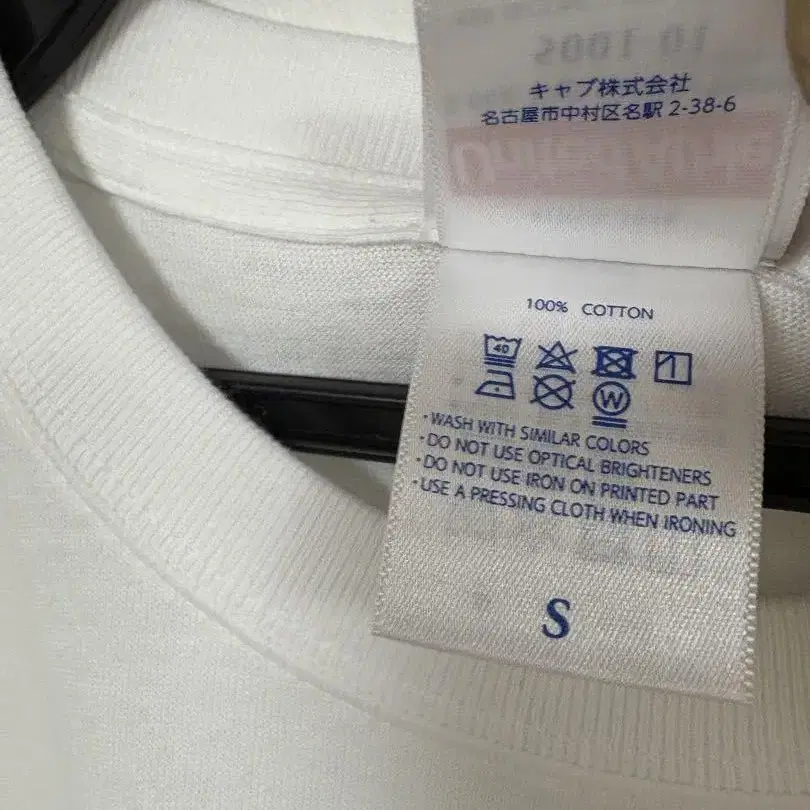 キャブ株式会社
名古屋市中村区名駅 2-38-6
100% COTTON
40
W
・WASH WITH SIMILAR COLORS
・DO NOT USE OPTICAL BRIGHTENERS
・DO NOT USE IRON ON PRINTED PART
・USE A PRESSING CLOTH WHEN IRONING
S